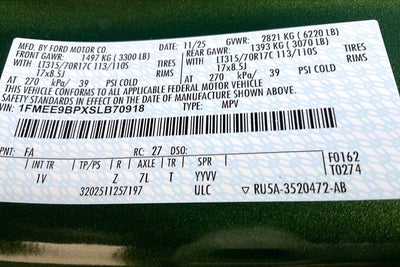 MFD. BY FORD MOTOR CO. DATE: 11/25 GVWR: 2821 KG (6220 LB)
FRONT GAWR: 1497 KG (3300 LB) REAR GAWR: 1393 KG (3070 LB)
WITH LT315/70R17C 113/110S TIRES WITH LT315/70R17C 113/110S TIRES
17x8.5J RIMS 17x8.5J RIMS
AT 270 kPa/ 39 PSI COLD AT 270 kPa/ 39 PSI COLD
THIS VEHICLE CONFORMS TO ALL APPLICABLE FEDERAL MOTOR VEHICLE
SAFETY STANDARDS IN EFFECT ON THE DATE OF MANUFACTURE SHOWN ABOVE.
VIN: 1FMEE9BPXSLB70918 TYPE: MPV
PNT: FA RC: 27 DSO: F0162
INT TR TP/PS R AXLE TR SPR T0274
1V Z 7L T YYYV
3202511257197 ULC ▽ RU5A-3520472-AB